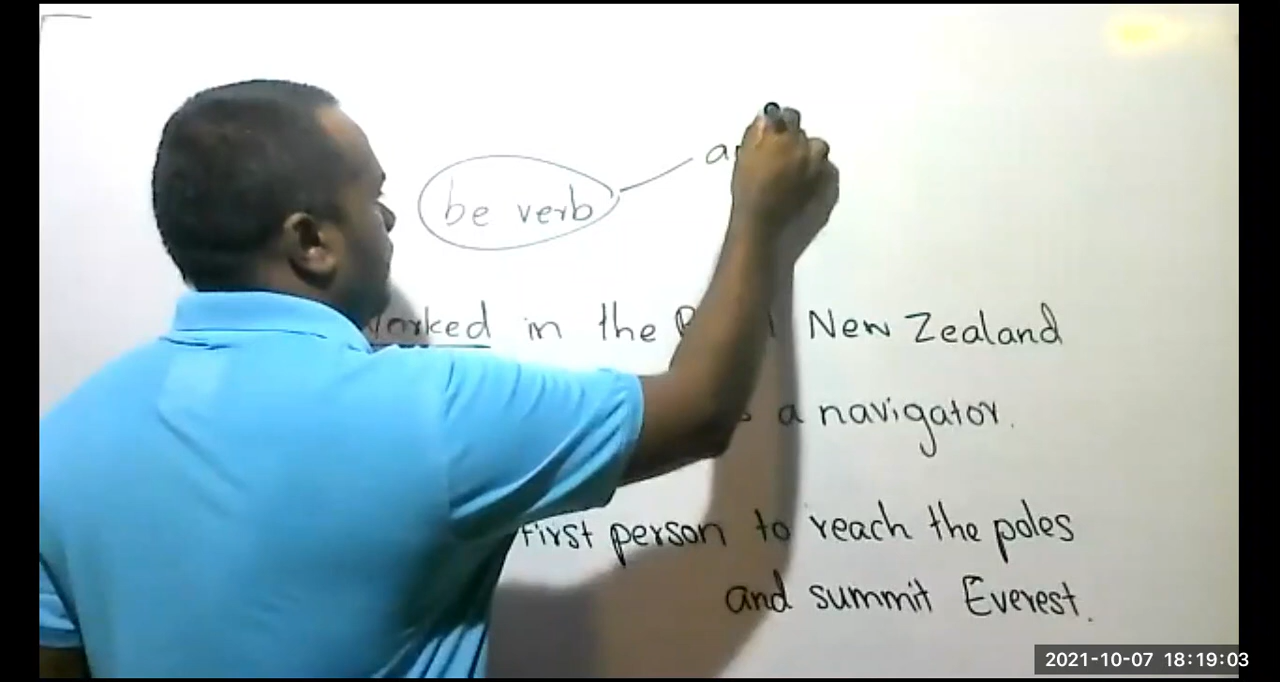 be verb
in the New Zealand
a navigator.
first person to reach the poles
and summit Everest.
2021-10-07 18:19:03